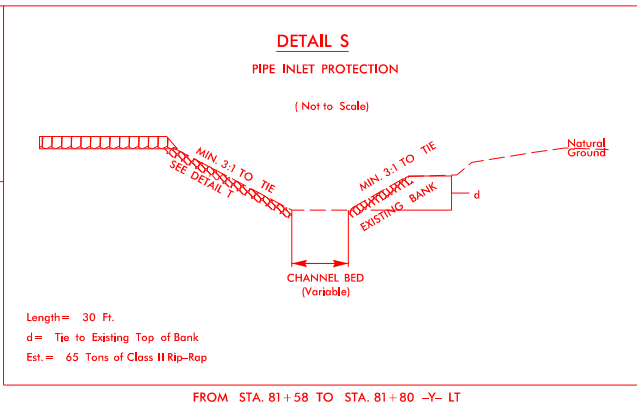 DETAIL S
PIPE INLET PROTECTION
( Not to Scale)
MIN. 3:1 TO TIE
SEE DETAIL T
MIN. 3:1 TO TIE
EXISTING BANK
Natural
Ground
d
CHANNEL BED
(Variable)
Length= 30 Ft.
d= Tie to Existing Top of Bank
Est.= 65 Tons of Class II Rip-Rap
FROM STA. 81+58 TO STA. 81+80 -Y- LT